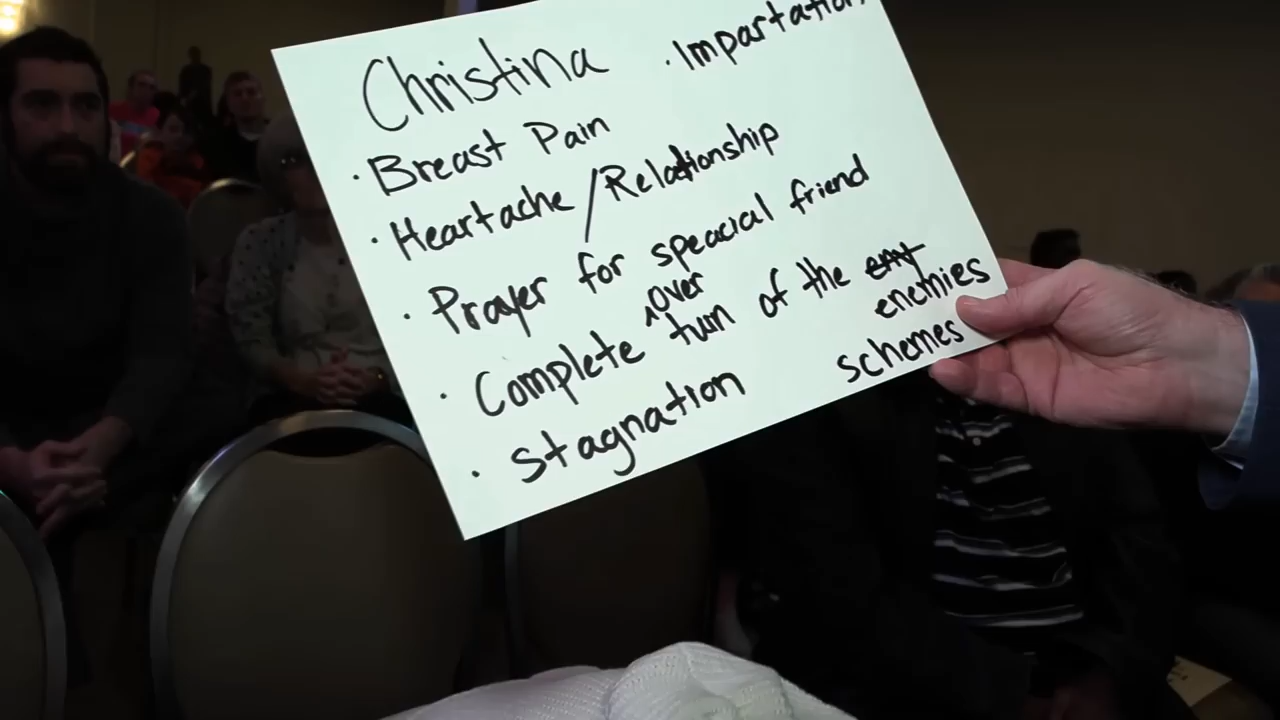 Christina · Impartation
· Breast Pain
· Heartache / Relationship
· Prayer for speacial friend
· Complete turn over of the enemies
schemes
· Stagnation